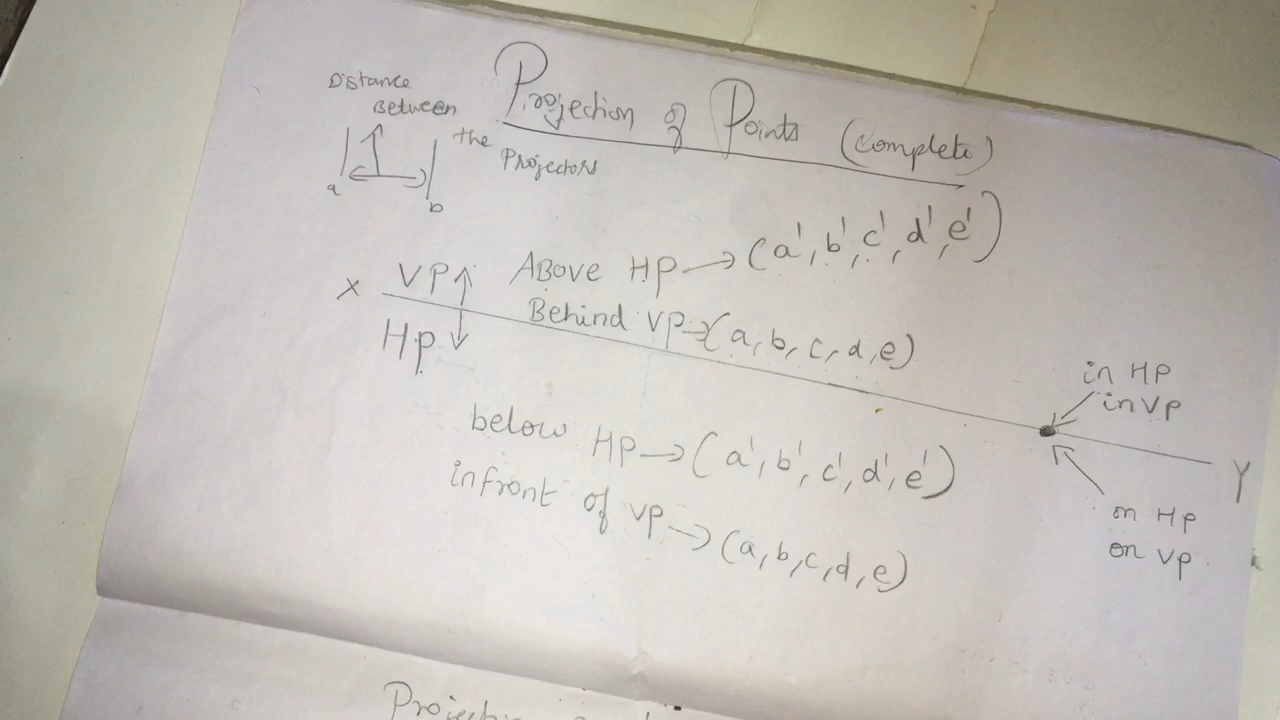 Projection of Points (Complete)
Distance
Between
the
Projectors
a
b
X
VP↑
Above HP → (a', b', c', d', e')
Behind VP → (a, b, c, d, e)
Hp ↓
in HP
in VP
below HP → (a', b', c', d', e')
Y
infront of VP → (a, b, c, d, e)
on Hp
on Vp